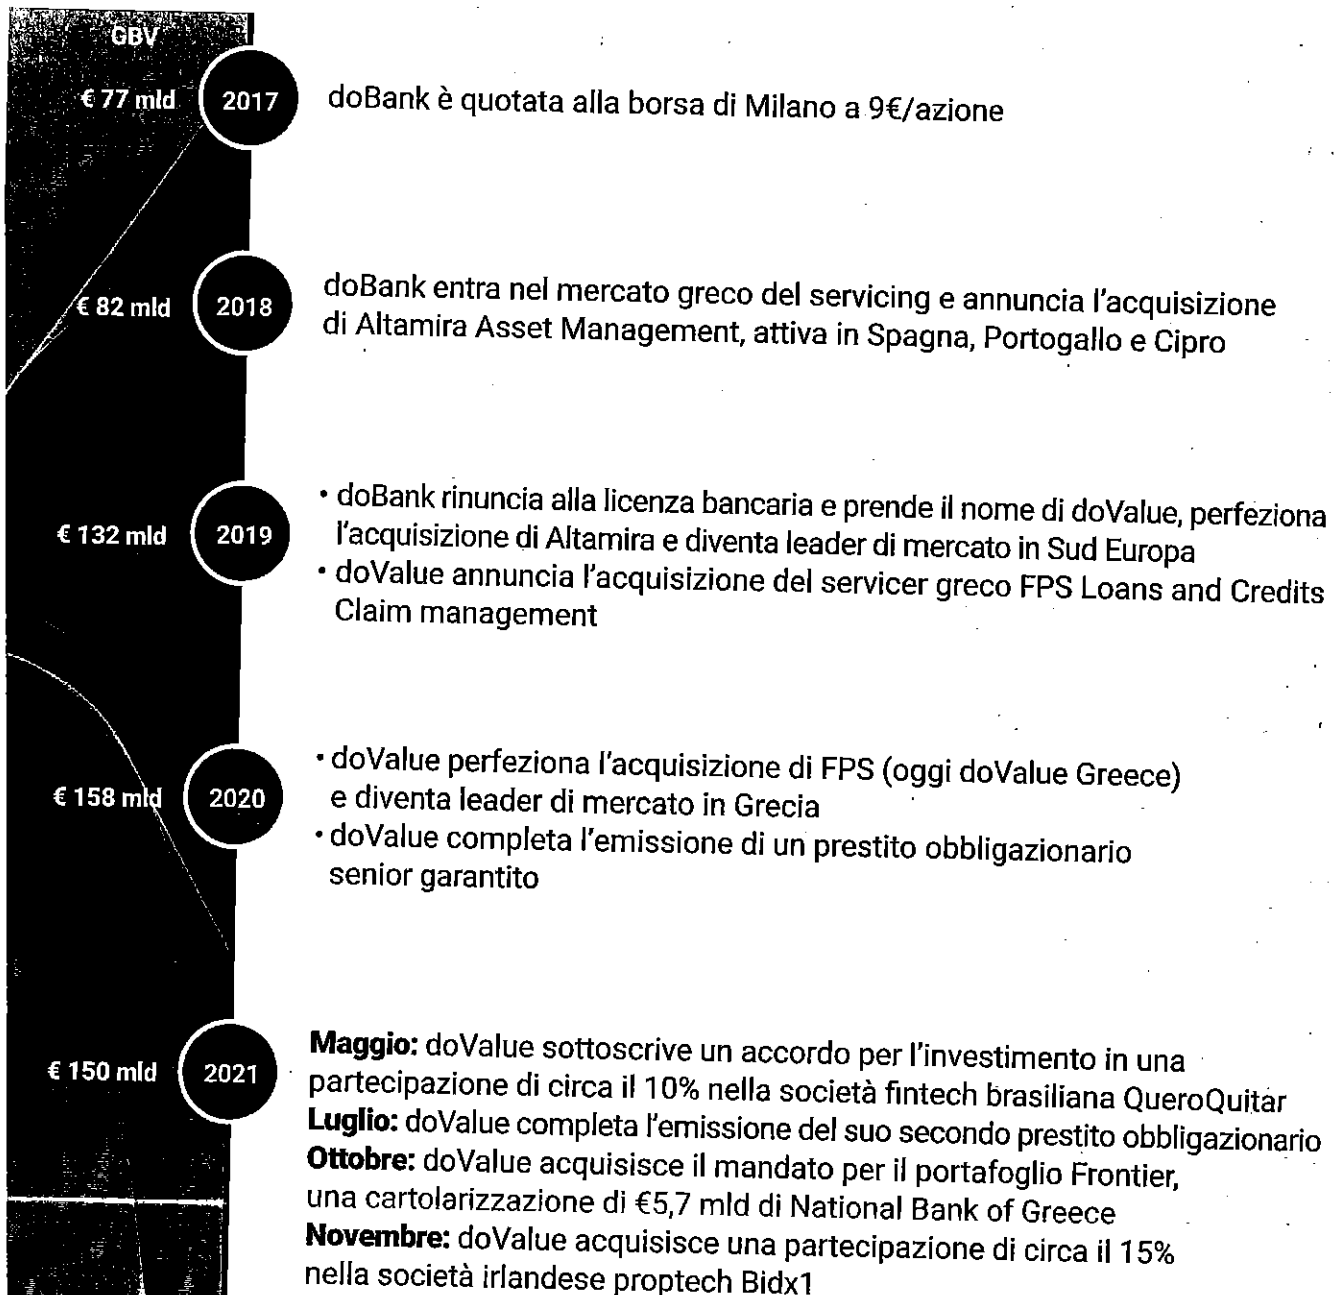 GBV
€ 77 mld
2017
doBank è quotata alla borsa di Milano a 9€/azione
€ 82 mld
2018
doBank entra nel mercato greco del servicing e annuncia l'acquisizione
di Altamira Asset Management, attiva in Spagna, Portogallo e Cipro
€ 132 mld
2019
• doBank rinuncia alla licenza bancaria e prende il nome di doValue, perfeziona
l'acquisizione di Altamira e diventa leader di mercato in Sud Europa
• doValue annuncia l'acquisizione del servicer greco FPS Loans and Credits
Claim management
€ 158 mld
2020
• doValue perfeziona l'acquisizione di FPS (oggi doValue Greece)
e diventa leader di mercato in Grecia
• doValue completa l'emissione di un prestito obbligazionario
senior garantito
€ 150 mld
2021
Maggio: doValue sottoscrive un accordo per l'investimento in una
partecipazione di circa il 10% nella società fintech brasiliana QueroQuitar
Luglio: doValue completa l'emissione del suo secondo prestito obbligazionario
Ottobre: doValue acquisisce il mandato per il portafoglio Frontier,
una cartolarizzazione di €5,7 mld di National Bank of Greece
Novembre: doValue acquisisce una partecipazione di circa il 15%
nella società irlandese proptech Bidx1